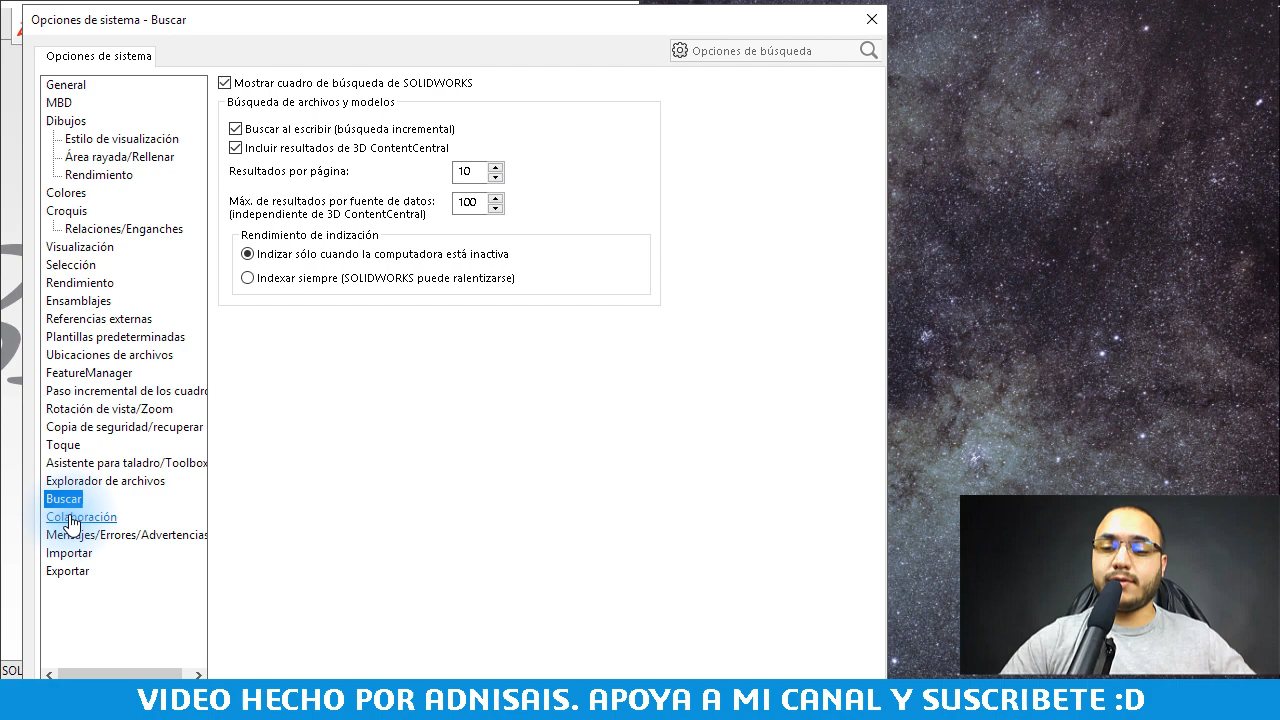 Opciones de sistema - Buscar
Opciones de sistema
Opciones de búsqueda
General
MBD
Dibujos
Estilo de visualización
Área rayada/Rellenar
Rendimiento
Colores
Croquis
Relaciones/Enganches
Visualización
Selección
Rendimiento
Ensamblajes
Referencias externas
Plantillas predeterminadas
Ubicaciones de archivos
FeatureManager
Paso incremental de los cuadro
Rotación de vista/Zoom
Copia de seguridad/recuperar
Toque
Asistente para taladro/Toolbox
Explorador de archivos
Buscar
Colaboración
Mensajes/Errores/Advertencias
Importar
Exportar
Mostrar cuadro de búsqueda de SOLIDWORKS
Búsqueda de archivos y modelos
Buscar al escribir (búsqueda incremental)
Incluir resultados de 3D ContentCentral
Resultados por página: 10
Máx. de resultados por fuente de datos: 100
(independiente de 3D ContentCentral)
Rendimiento de indización
Indizar sólo cuando la computadora está inactiva
Indexar siempre (SOLIDWORKS puede ralentizarse)
SOL
VIDEO HECHO POR ADNISAIS. APOYA A MI CANAL Y SUSCRIBETE :D